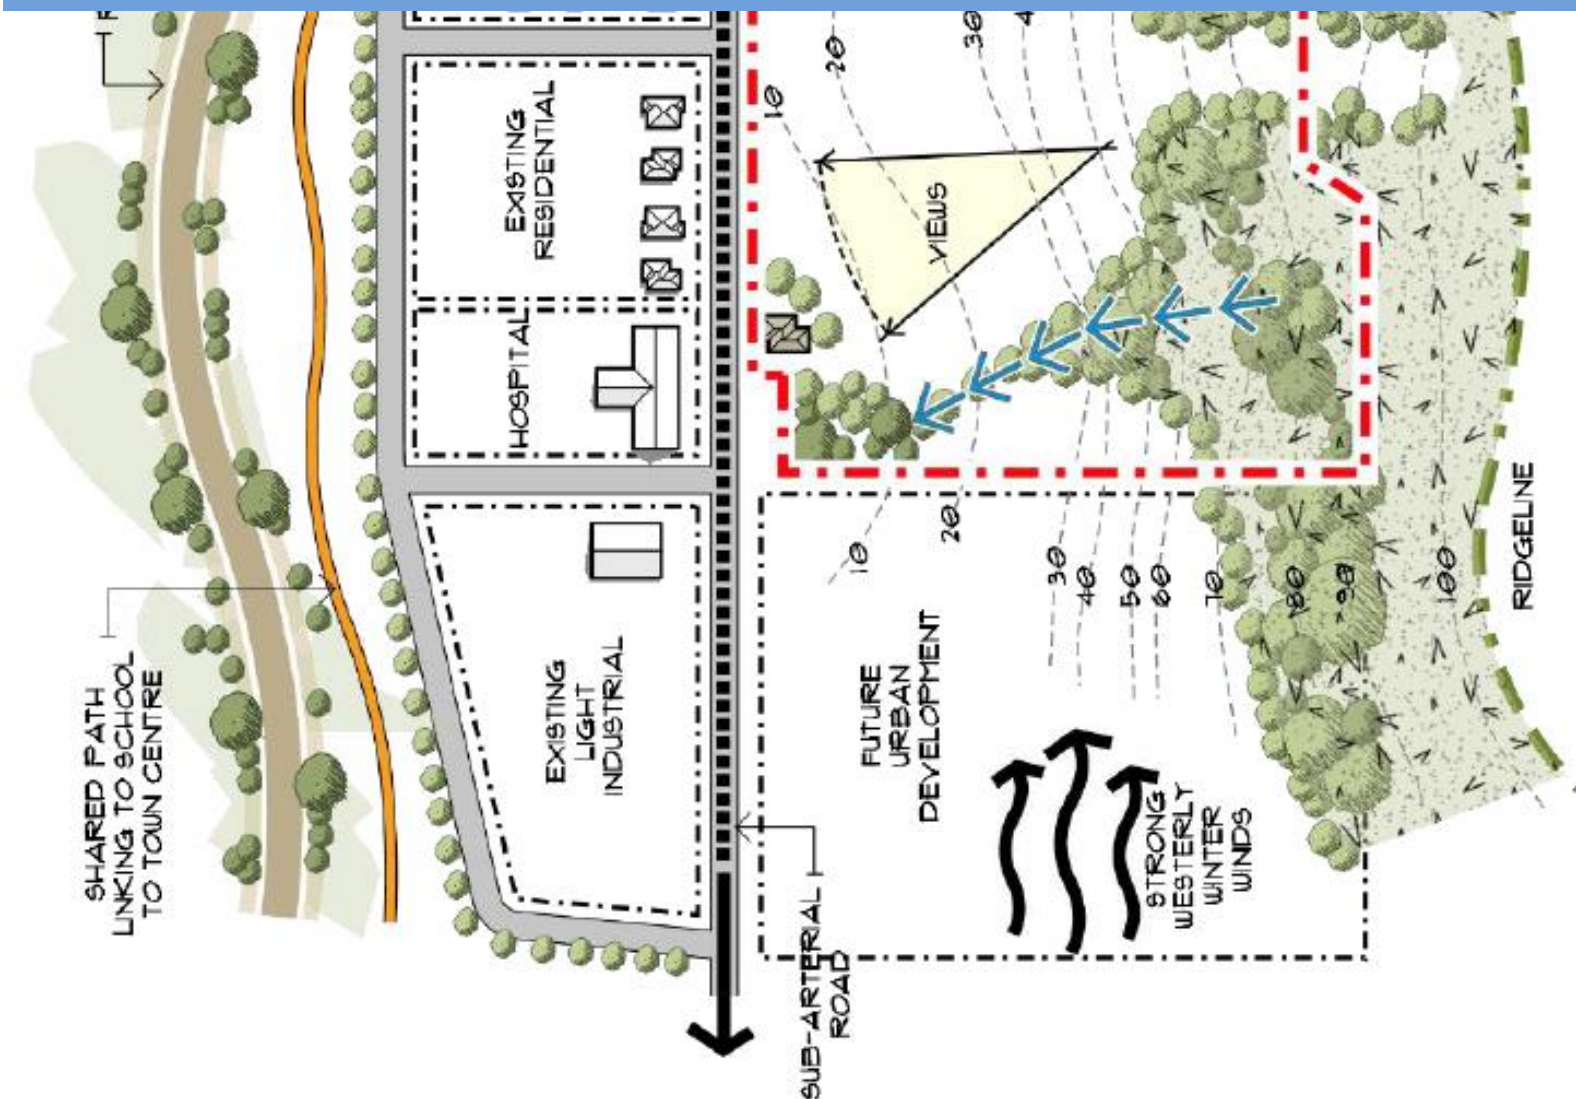 SHARED PATH
LINKING TO SCHOOL
TO TOWN CENTRE
EXISTING
RESIDENTIAL
HOSPITAL
EXISTING
LIGHT
INDUSTRIAL
SUB-ARTERIAL
ROAD
VIEWS
10
20
30
10
20
30
40
50
60
70
80
90
100
FUTURE
URBAN
DEVELOPMENT
STRONG
WESTERLY
WINTER
WINDS
RIDGELINE